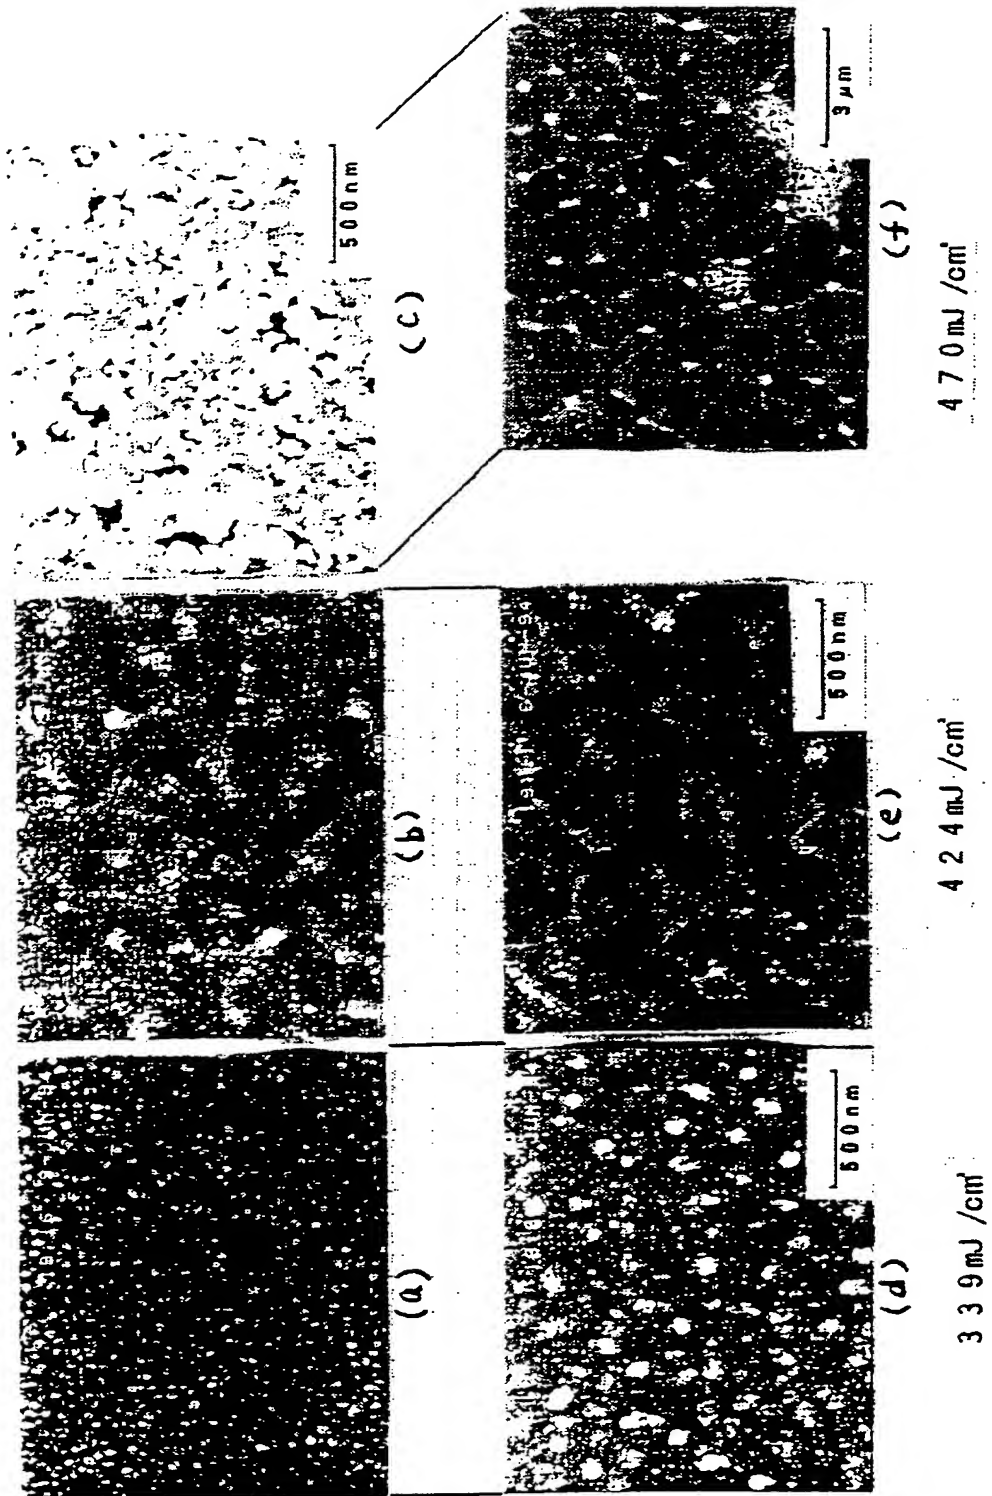 500nm
(a) (b) (c)
500nm 500nm 3μm
(d) (e) (f)
339mJ/cm² 424mJ/cm² 470mJ/cm²